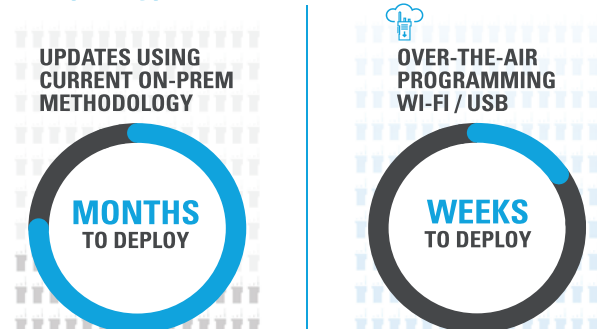 UPDATES USING
CURRENT ON-PREM
METHODOLOGY
MONTHS
TO DEPLOY
OVER-THE-AIR
PROGRAMMING
WI-FI / USB
WEEKS
TO DEPLOY